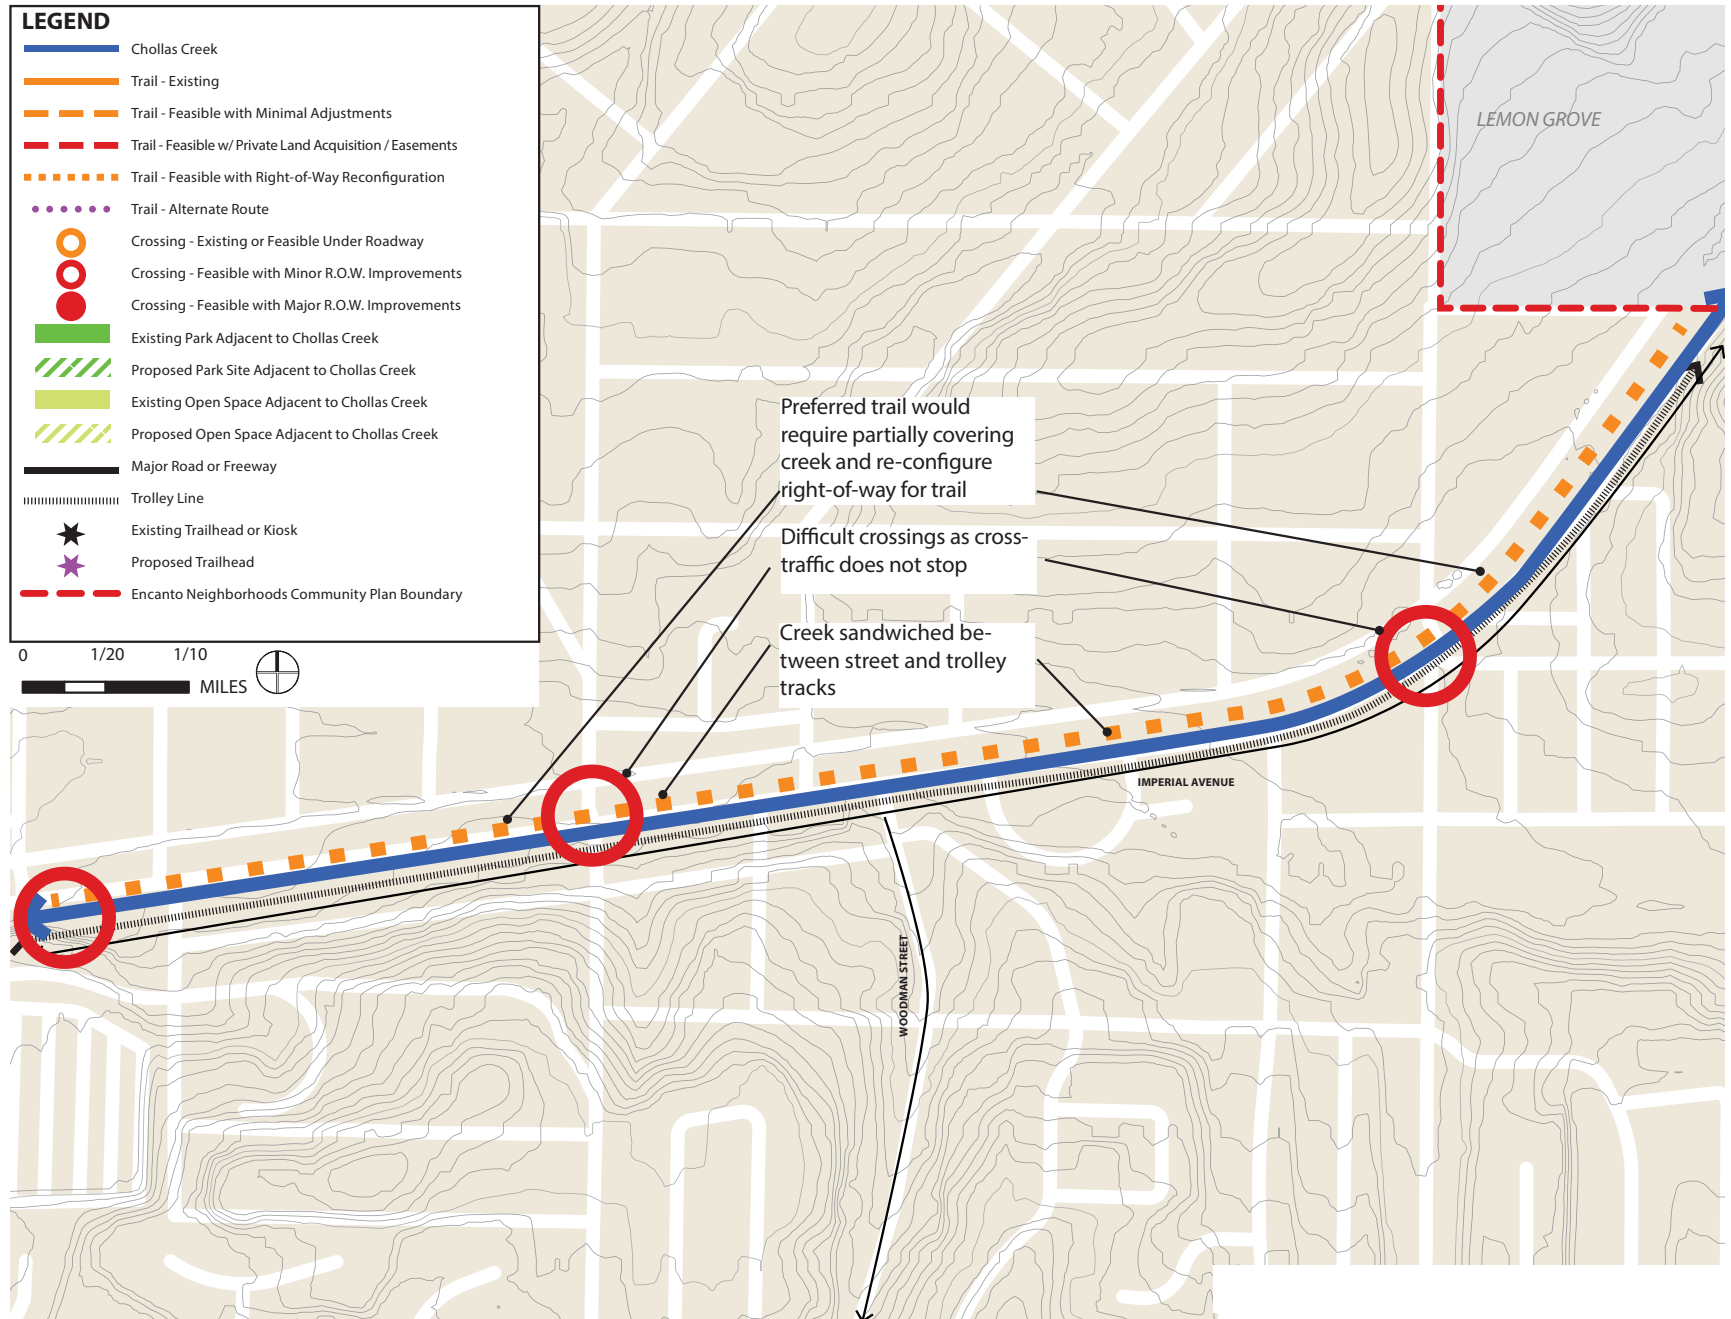 LEGEND
Chollas Creek
Trail - Existing
Trail - Feasible with Minimal Adjustments
Trail - Feasible w/ Private Land Acquisition / Easements
Trail - Feasible with Right-of-Way Reconfiguration
Trail - Alternate Route
Crossing - Existing or Feasible Under Roadway
Crossing - Feasible with Minor R.O.W. Improvements
Crossing - Feasible with Major R.O.W. Improvements
Existing Park Adjacent to Chollas Creek
Proposed Park Site Adjacent to Chollas Creek
Existing Open Space Adjacent to Chollas Creek
Proposed Open Space Adjacent to Chollas Creek
Major Road or Freeway
Trolley Line
Existing Trailhead or Kiosk
Proposed Trailhead
Encanto Neighborhoods Community Plan Boundary
0 1/20 1/10
MILES
LEMON GROVE
Preferred trail would
require partially covering
creek and re-configure
right-of-way for trail
Difficult crossings as cross-
traffic does not stop
Creek sandwiched be-
tween street and trolley
tracks
IMPERIAL AVENUE
WOODMAN STREET